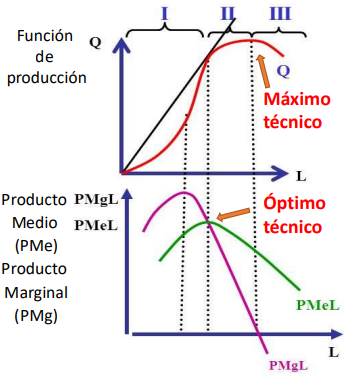 I II III
Función
de
producción
Q
Q
Máximo
técnico
L
Producto
Medio
(PMe)
Producto
Marginal
(PMg)
PMgL
PMeL
Óptimo
técnico
PMeL
L
PMgL